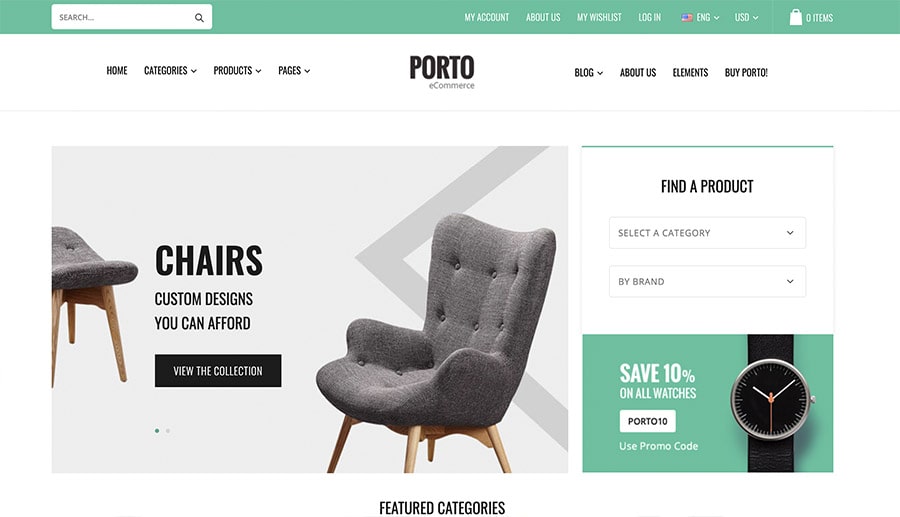 SEARCH...
MY ACCOUNT ABOUT US MY WISHLIST LOG IN ENG USD 0 ITEMS
HOME CATEGORIES PRODUCTS PAGES
PORTO
eCommerce
BLOG ABOUT US ELEMENTS BUY PORTO!
CHAIRS
CUSTOM DESIGNS
YOU CAN AFFORD
VIEW THE COLLECTION
FIND A PRODUCT
SELECT A CATEGORY
BY BRAND
SAVE 10%
ON ALL WATCHES
PORTO10
Use Promo Code
FEATURED CATEGORIES